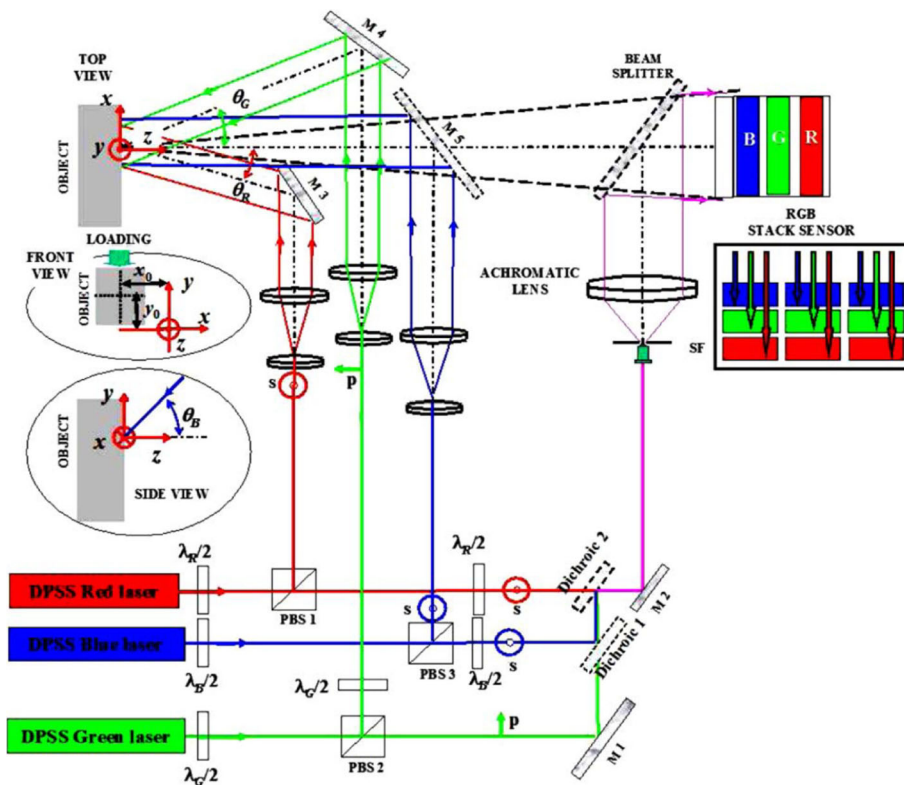 M 4
TOP
VIEW
BEAM
SPLITTER
x
θG
M 5
y
z
B
G
R
OBJECT
θR
M 3
RGB
STACK SENSOR
LOADING
FRONT
VIEW
x0
y
OBJECT
y0
x
z
ACHROMATIC
LENS
SF
s
p
y
OBJECT
θB
x
z
SIDE VIEW
λR/2
λR/2
Dichroic 2
DPSS Red laser
s
M 2
PBS 1
s
DPSS Blue laser
Dichroic 1
s
PBS 3
λB/2
λB/2
λG/2
p
DPSS Green laser
M 1
PBS 2
λG/2